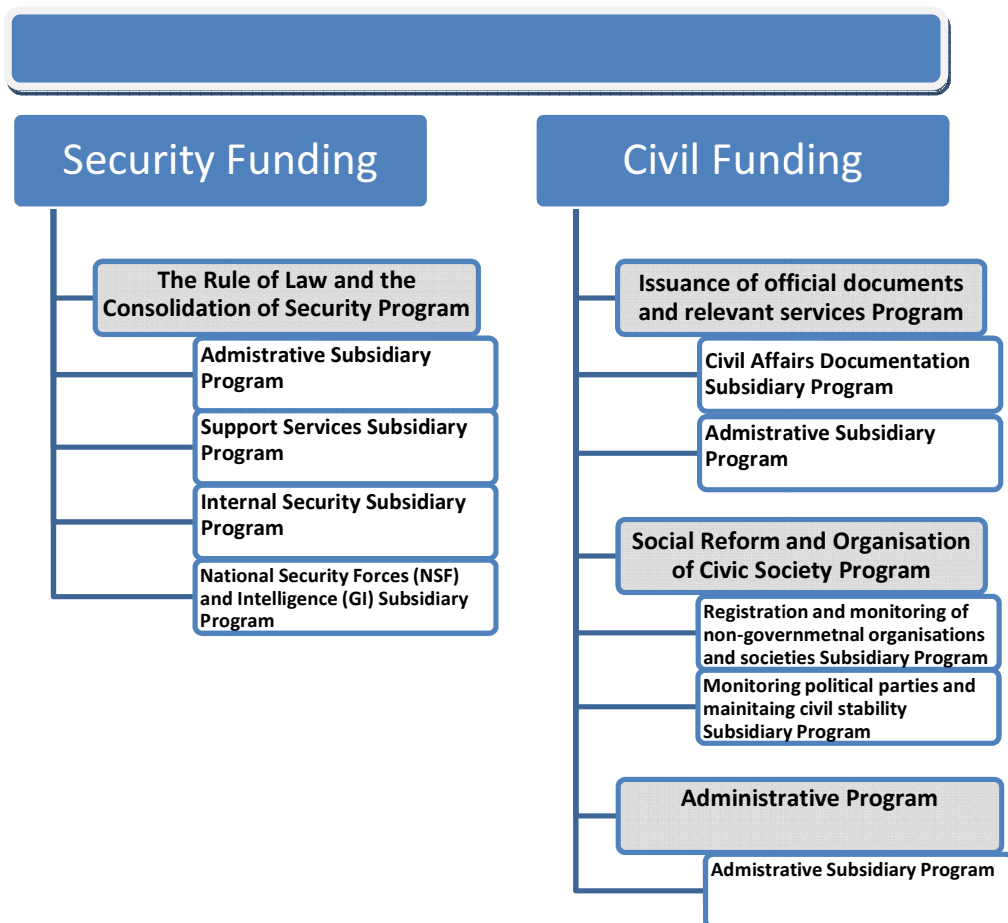 Security Funding
The Rule of Law and the
Consolidation of Security Program
Admistrative Subsidiary
Program
Support Services Subsidiary
Program
Internal Security Subsidiary
Program
National Security Forces (NSF)
and Intelligence (GI) Subsidiary
Program
Civil Funding
Issuance of official documents
and relevant services Program
Civil Affairs Documentation
Subsidiary Program
Admistrative Subsidiary
Program
Social Reform and Organisation
of Civic Society Program
Registration and monitoring of
non-governmetnal organisations
and societies Subsidiary Program
Monitoring political parties and
mainitaing civil stability
Subsidiary Program
Administrative Program
Admistrative Subsidiary Program